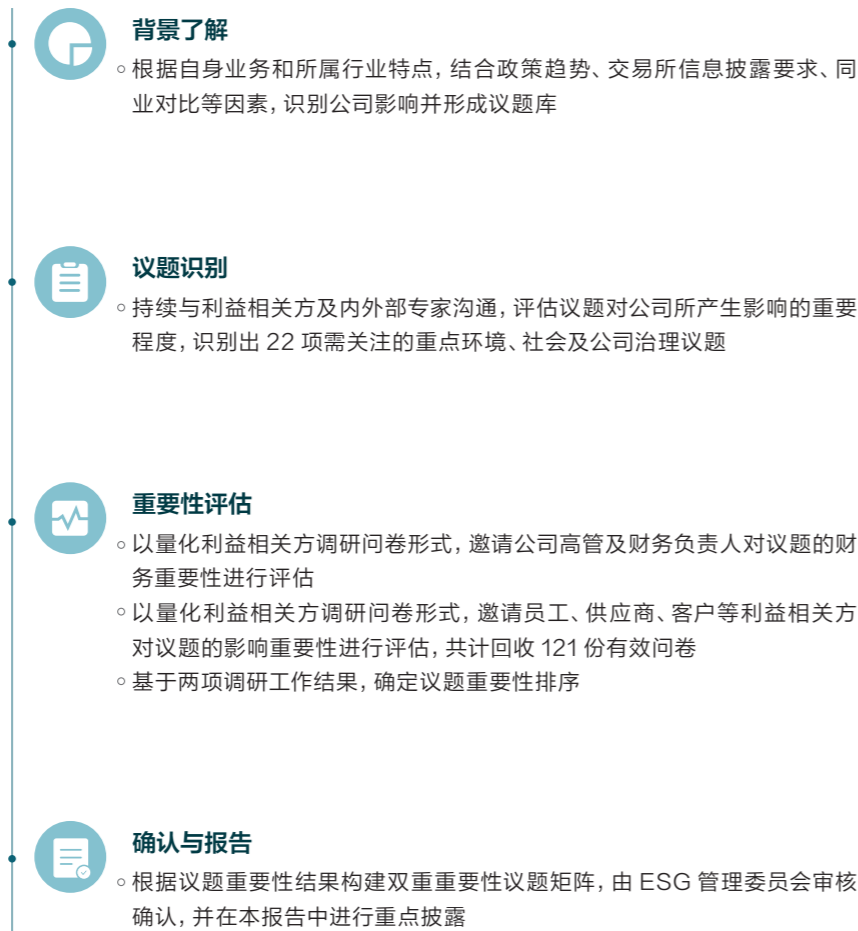 背景了解
根据自身业务和所属行业特点，结合政策趋势、交易所信息披露要求、同
业对比等因素，识别公司影响并形成议题库
议题识别
持续与利益相关方及内外部专家沟通，评估议题对公司所产生影响的重要
程度，识别出 22 项需关注的重点环境、社会及公司治理议题
重要性评估
以量化利益相关方调研问卷形式，邀请公司高管及财务负责人对议题的财
务重要性进行评估
以量化利益相关方调研问卷形式，邀请员工、供应商、客户等利益相关方
对议题的影响重要性进行评估，共计回收 121 份有效问卷
基于两项调研工作结果，确定议题重要性排序
确认与报告
根据议题重要性结果构建双重重要性议题矩阵，由 ESG 管理委员会审核
确认，并在本报告中进行重点披露